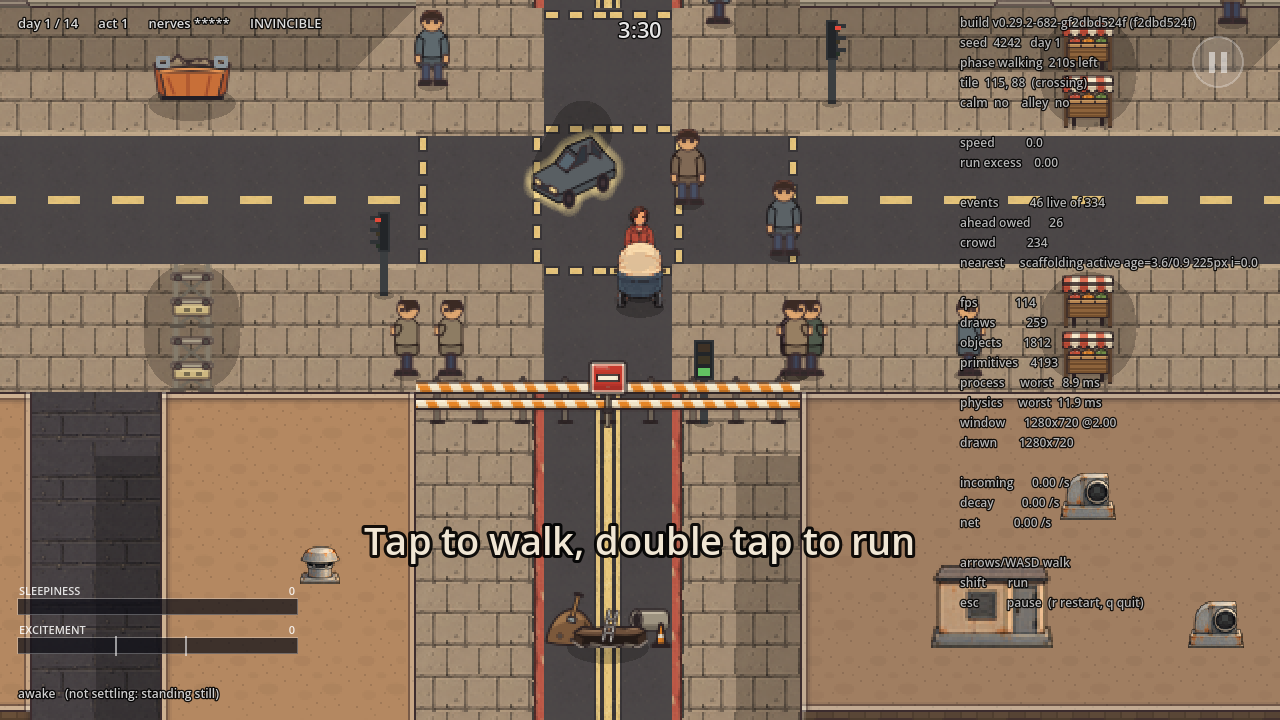 day 1 / 14 act 1 nerves ***** INVINCIBLE
3:30
build v0.29.2-682-gf2dbd524f (f2dbd524f)
seed 4242 day 1
phase walking 210s left
tile 115, 88 (crossing)
calm no alley no
speed 0.0
run excess 0.00
events 46 live of 334
ahead owed 26
crowd 234
nearest scaffolding active age=3.6/0.9 225px i=0.0
fps 114
draws 259
objects 1812
primitives 4193
process worst 8.9 ms
physics worst 11.9 ms
window 1280x720 @2.00
drawn 1280x720
incoming 0.00 /s
decay 0.00 /s
net 0.00 /s
arrows/WASD walk
shift run
esc pause (r restart, q quit)
Tap to walk, double tap to run
SLEEPINESS 0
EXCITEMENT 0
awake (not settling: standing still)